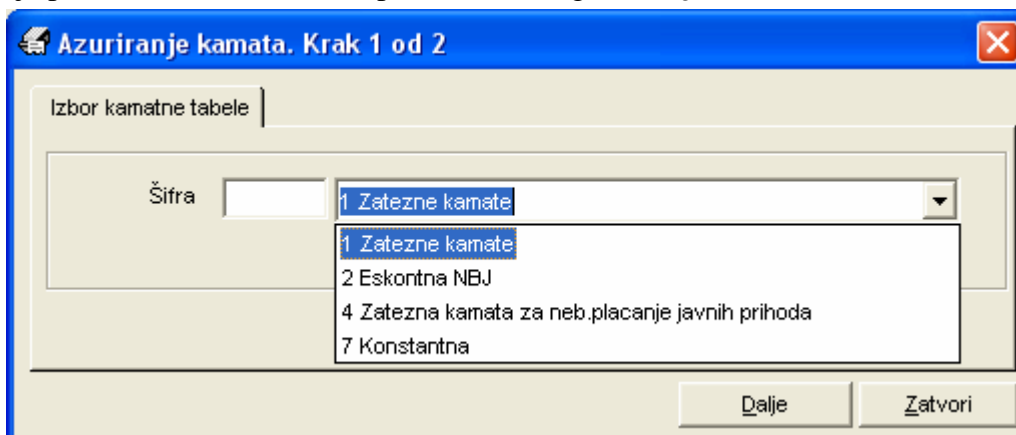 Azuriranje kamata. Krak 1 od 2
Izbor kamatne tabele
Šifra
1 Zatezne kamate
1 Zatezne kamate
2 Eskontna NBJ
4 Zatezna kamata za neb.placanje javnih prihoda
7 Konstantna
Dalje Zatvori